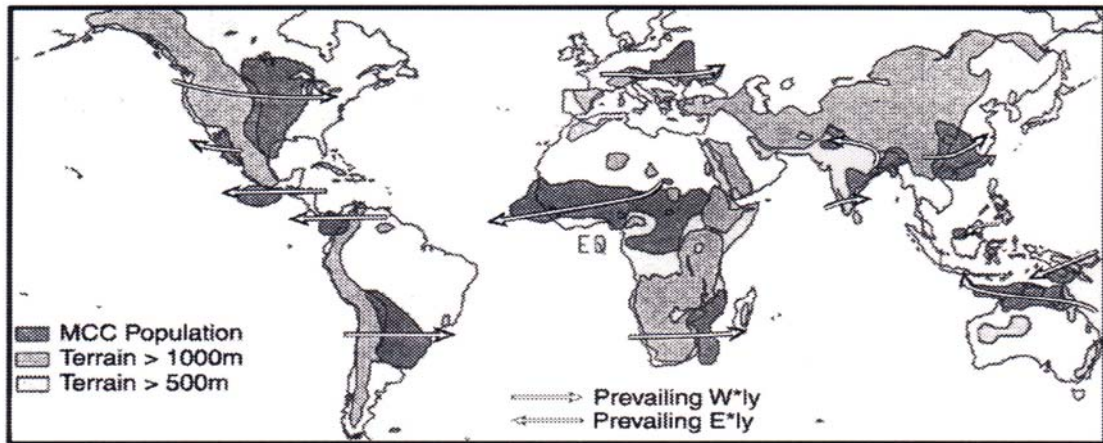 EQ
MCC Population
Terrain > 1000m
Terrain > 500m
Prevailing W*ly
Prevailing E*ly